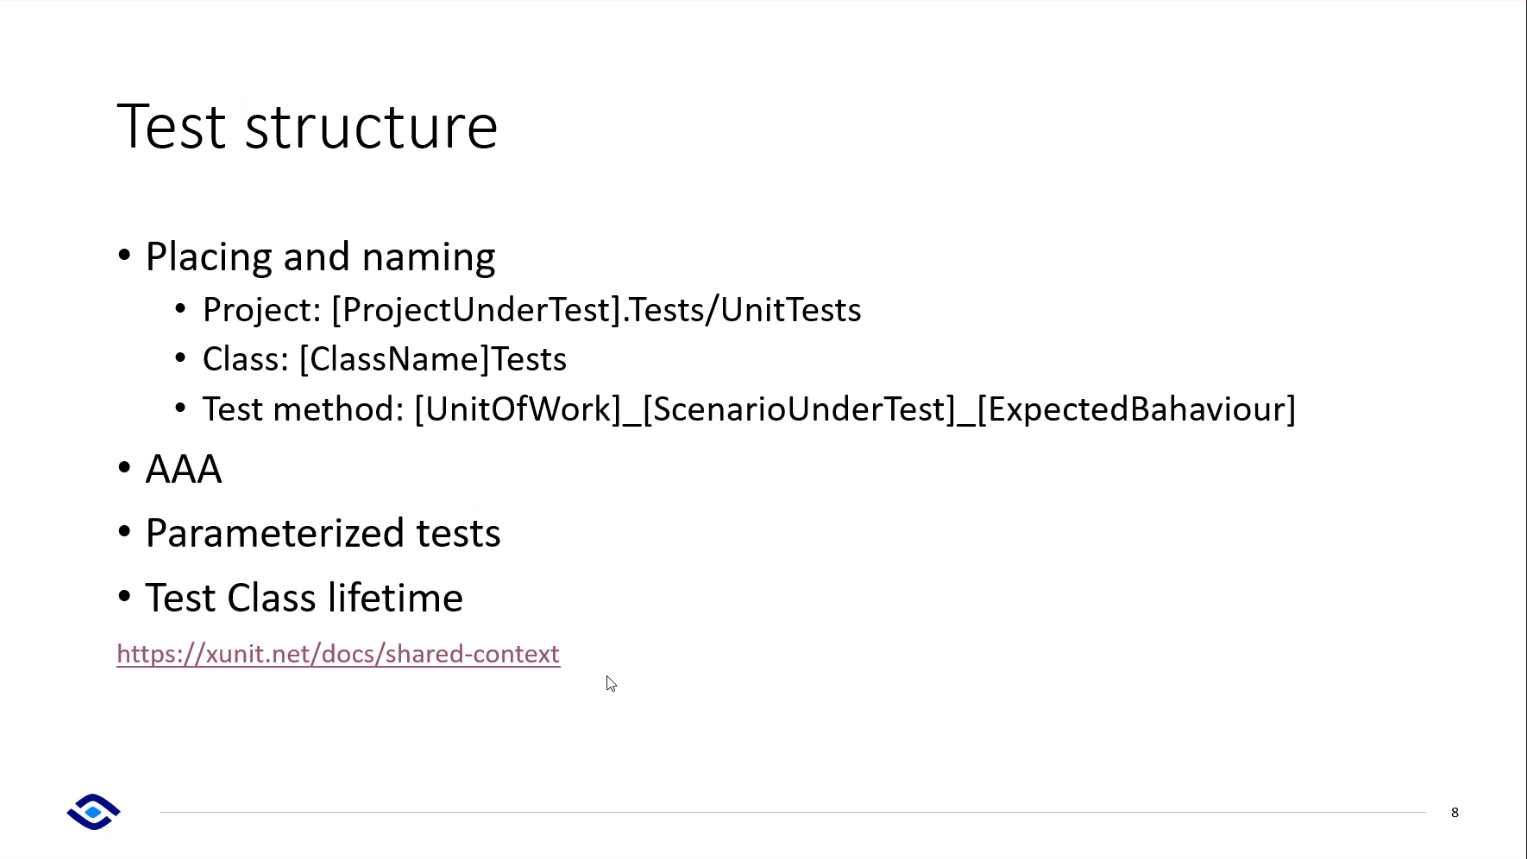 Test structure
• Placing and naming
• Project: [ProjectUnderTest].Tests/UnitTests
• Class: [ClassName]Tests
• Test method: [UnitOfWork]_[ScenarioUnderTest]_[ExpectedBahaviour]
• AAA
• Parameterized tests
• Test Class lifetime
https://xunit.net/docs/shared-context
8